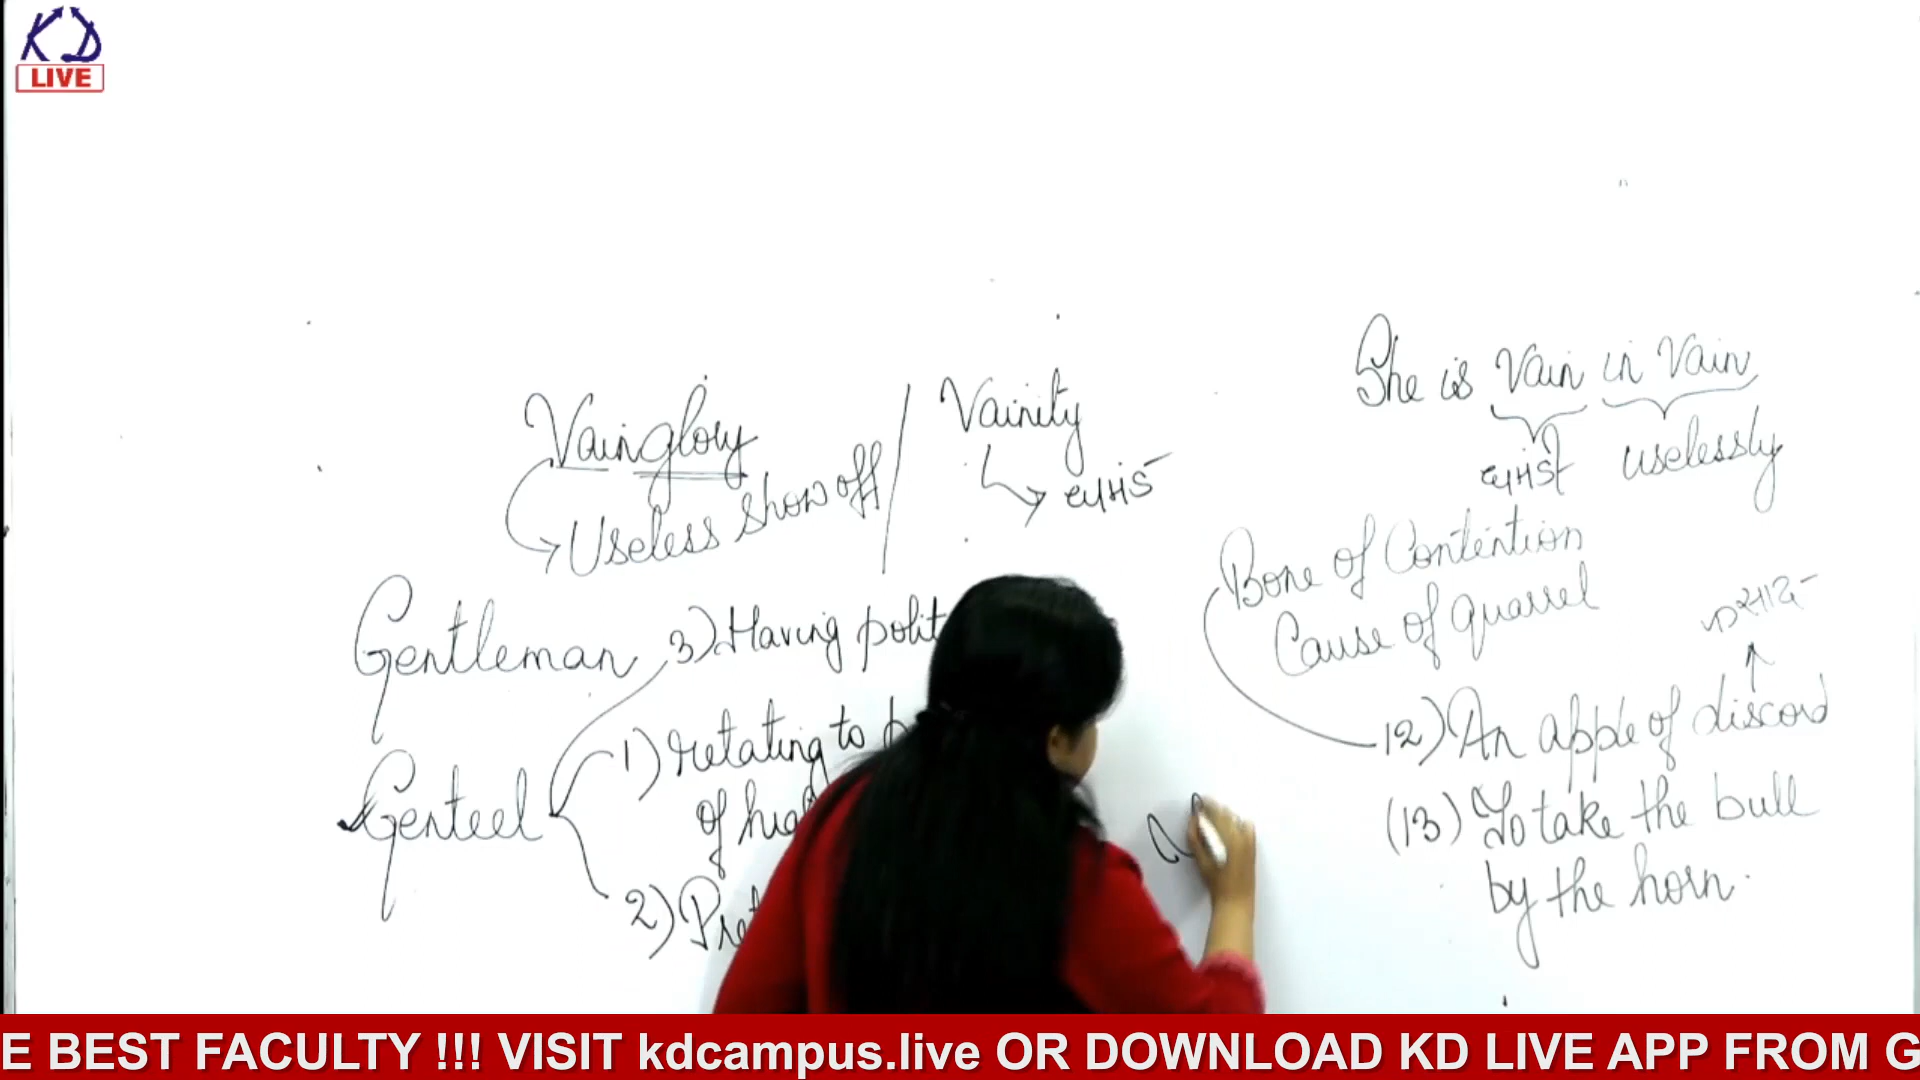 KD
LIVE
Vainglory
Useless show off
Vainity
घमंड
She is Vain in Vain
घमंड uselessly
Bone of Contention
Cause of quarrel
Gentleman
Genteel
3) Having polit
1) relating to p
of hig
2) Pret
12) An apple of discord
(13) To take the bull
by the horn.
E BEST FACULTY !!! VISIT kdcampus.live OR DOWNLOAD KD LIVE APP FROM G